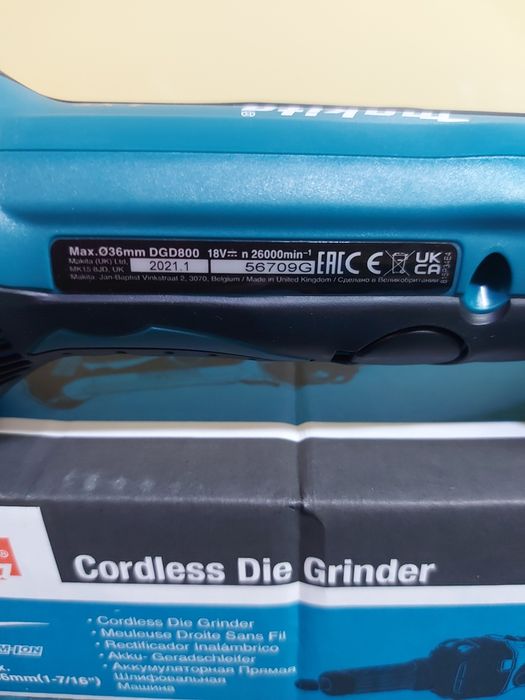 makita®
Max.Ø36mm DGD800 18V⎓ n 26000min⁻¹
Makita (UK) Ltd.
MK15 8JD, UK 2021.1 56709G EAC CE UK CA
Makita, Jan-Baptist Vinkstraat 2, 3070, Belgium / Made in United Kingdom / Сделано в Великобритании
Cordless Die Grinder
• Cordless Die Grinder
• Meuleuse Droite Sans Fil
• Rectificador Inalámbrico
• Akku- Geradschleifer
• Аккумуляторная Прямая
Шлифовальная
Машина
M-ION
6mm(1-7/16")